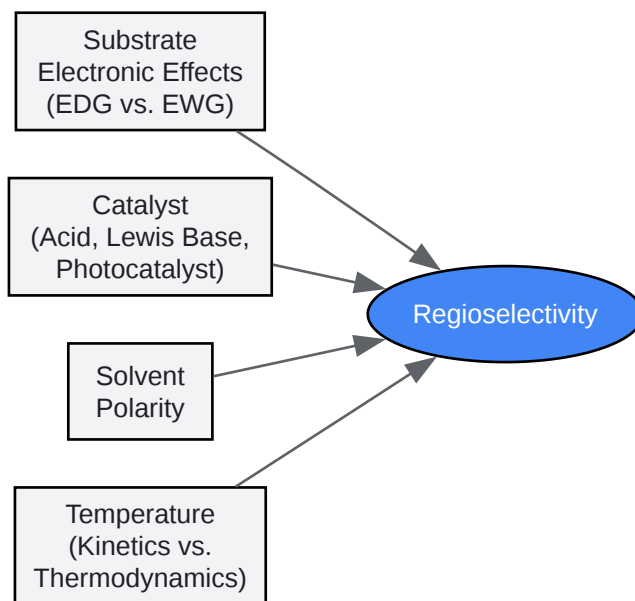 Substrate
Electronic Effects
(EDG vs. EWG)
Catalyst
(Acid, Lewis Base,
Photocatalyst)
Regioselectivity
Solvent
Polarity
Temperature
(Kinetics vs.
Thermodynamics)